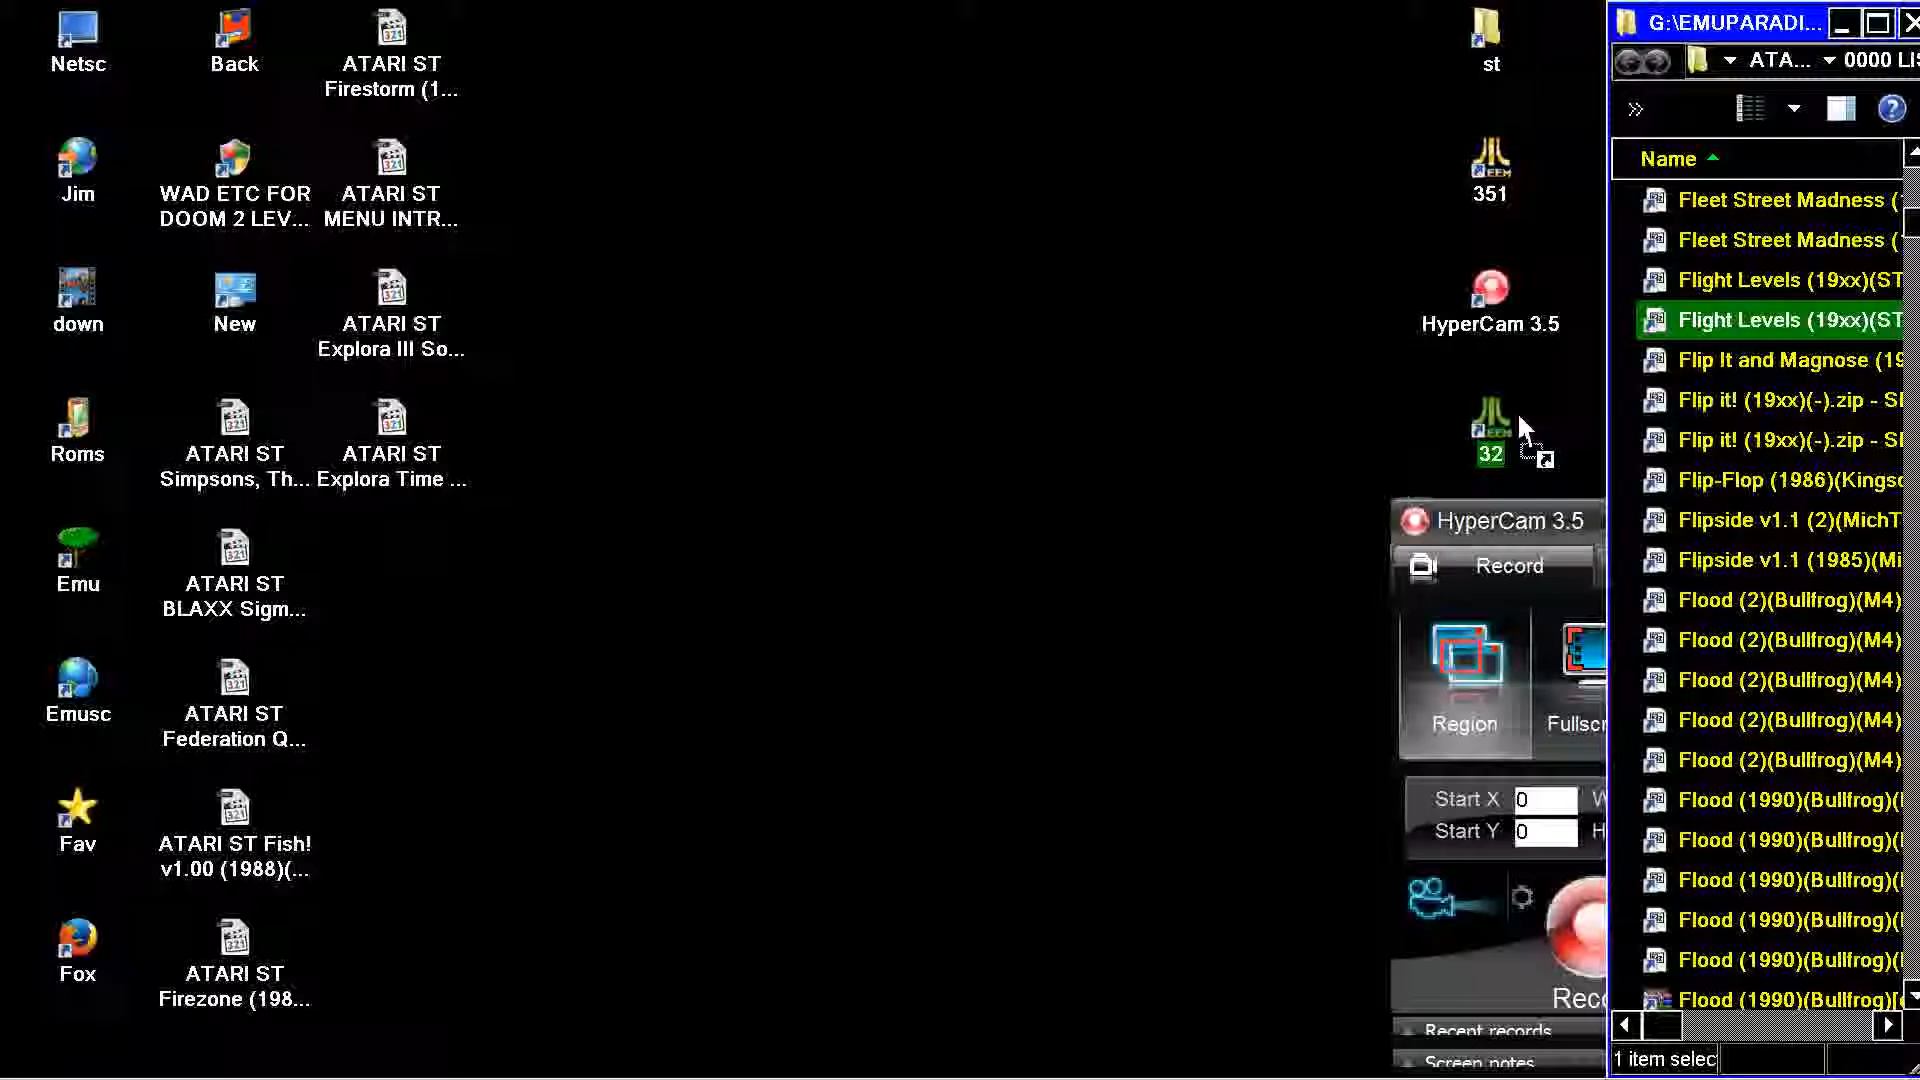 Netsc
Back
ATARI ST
Firestorm (1...
Jim
WAD ETC FOR
DOOM 2 LEV...
ATARI ST
MENU INTR...
down
New
ATARI ST
Explora III So...
Roms
ATARI ST
Simpsons, Th...
ATARI ST
Explora Time ...
Emu
ATARI ST
BLAXX Sigm...
Emusc
ATARI ST
Federation Q...
Fav
ATARI ST Fish!
v1.00 (1988)(...
Fox
ATARI ST
Firezone (198...
st
351
HyperCam 3.5
32
HyperCam 3.5
Record
Region
Fullscr
Start X 0
Start Y 0
Reco
Recent records
Screen notes
G:\EMUPARADI...
ATA... 0000 LIS
Name
Fleet Street Madness (
Fleet Street Madness (
Flight Levels (19xx)(ST
Flight Levels (19xx)(ST
Flip It and Magnose (19
Flip it! (19xx)(-).zip - S
Flip it! (19xx)(-).zip - S
Flip-Flop (1986)(Kingso
Flipside v1.1 (2)(MichT
Flipside v1.1 (1985)(Mi
Flood (2)(Bullfrog)(M4)
Flood (2)(Bullfrog)(M4)
Flood (2)(Bullfrog)(M4)
Flood (2)(Bullfrog)(M4)
Flood (2)(Bullfrog)(M4)
Flood (1990)(Bullfrog)(
Flood (1990)(Bullfrog)(
Flood (1990)(Bullfrog)(
Flood (1990)(Bullfrog)(
Flood (1990)(Bullfrog)(
Flood (1990)(Bullfrog)[
1 item selec